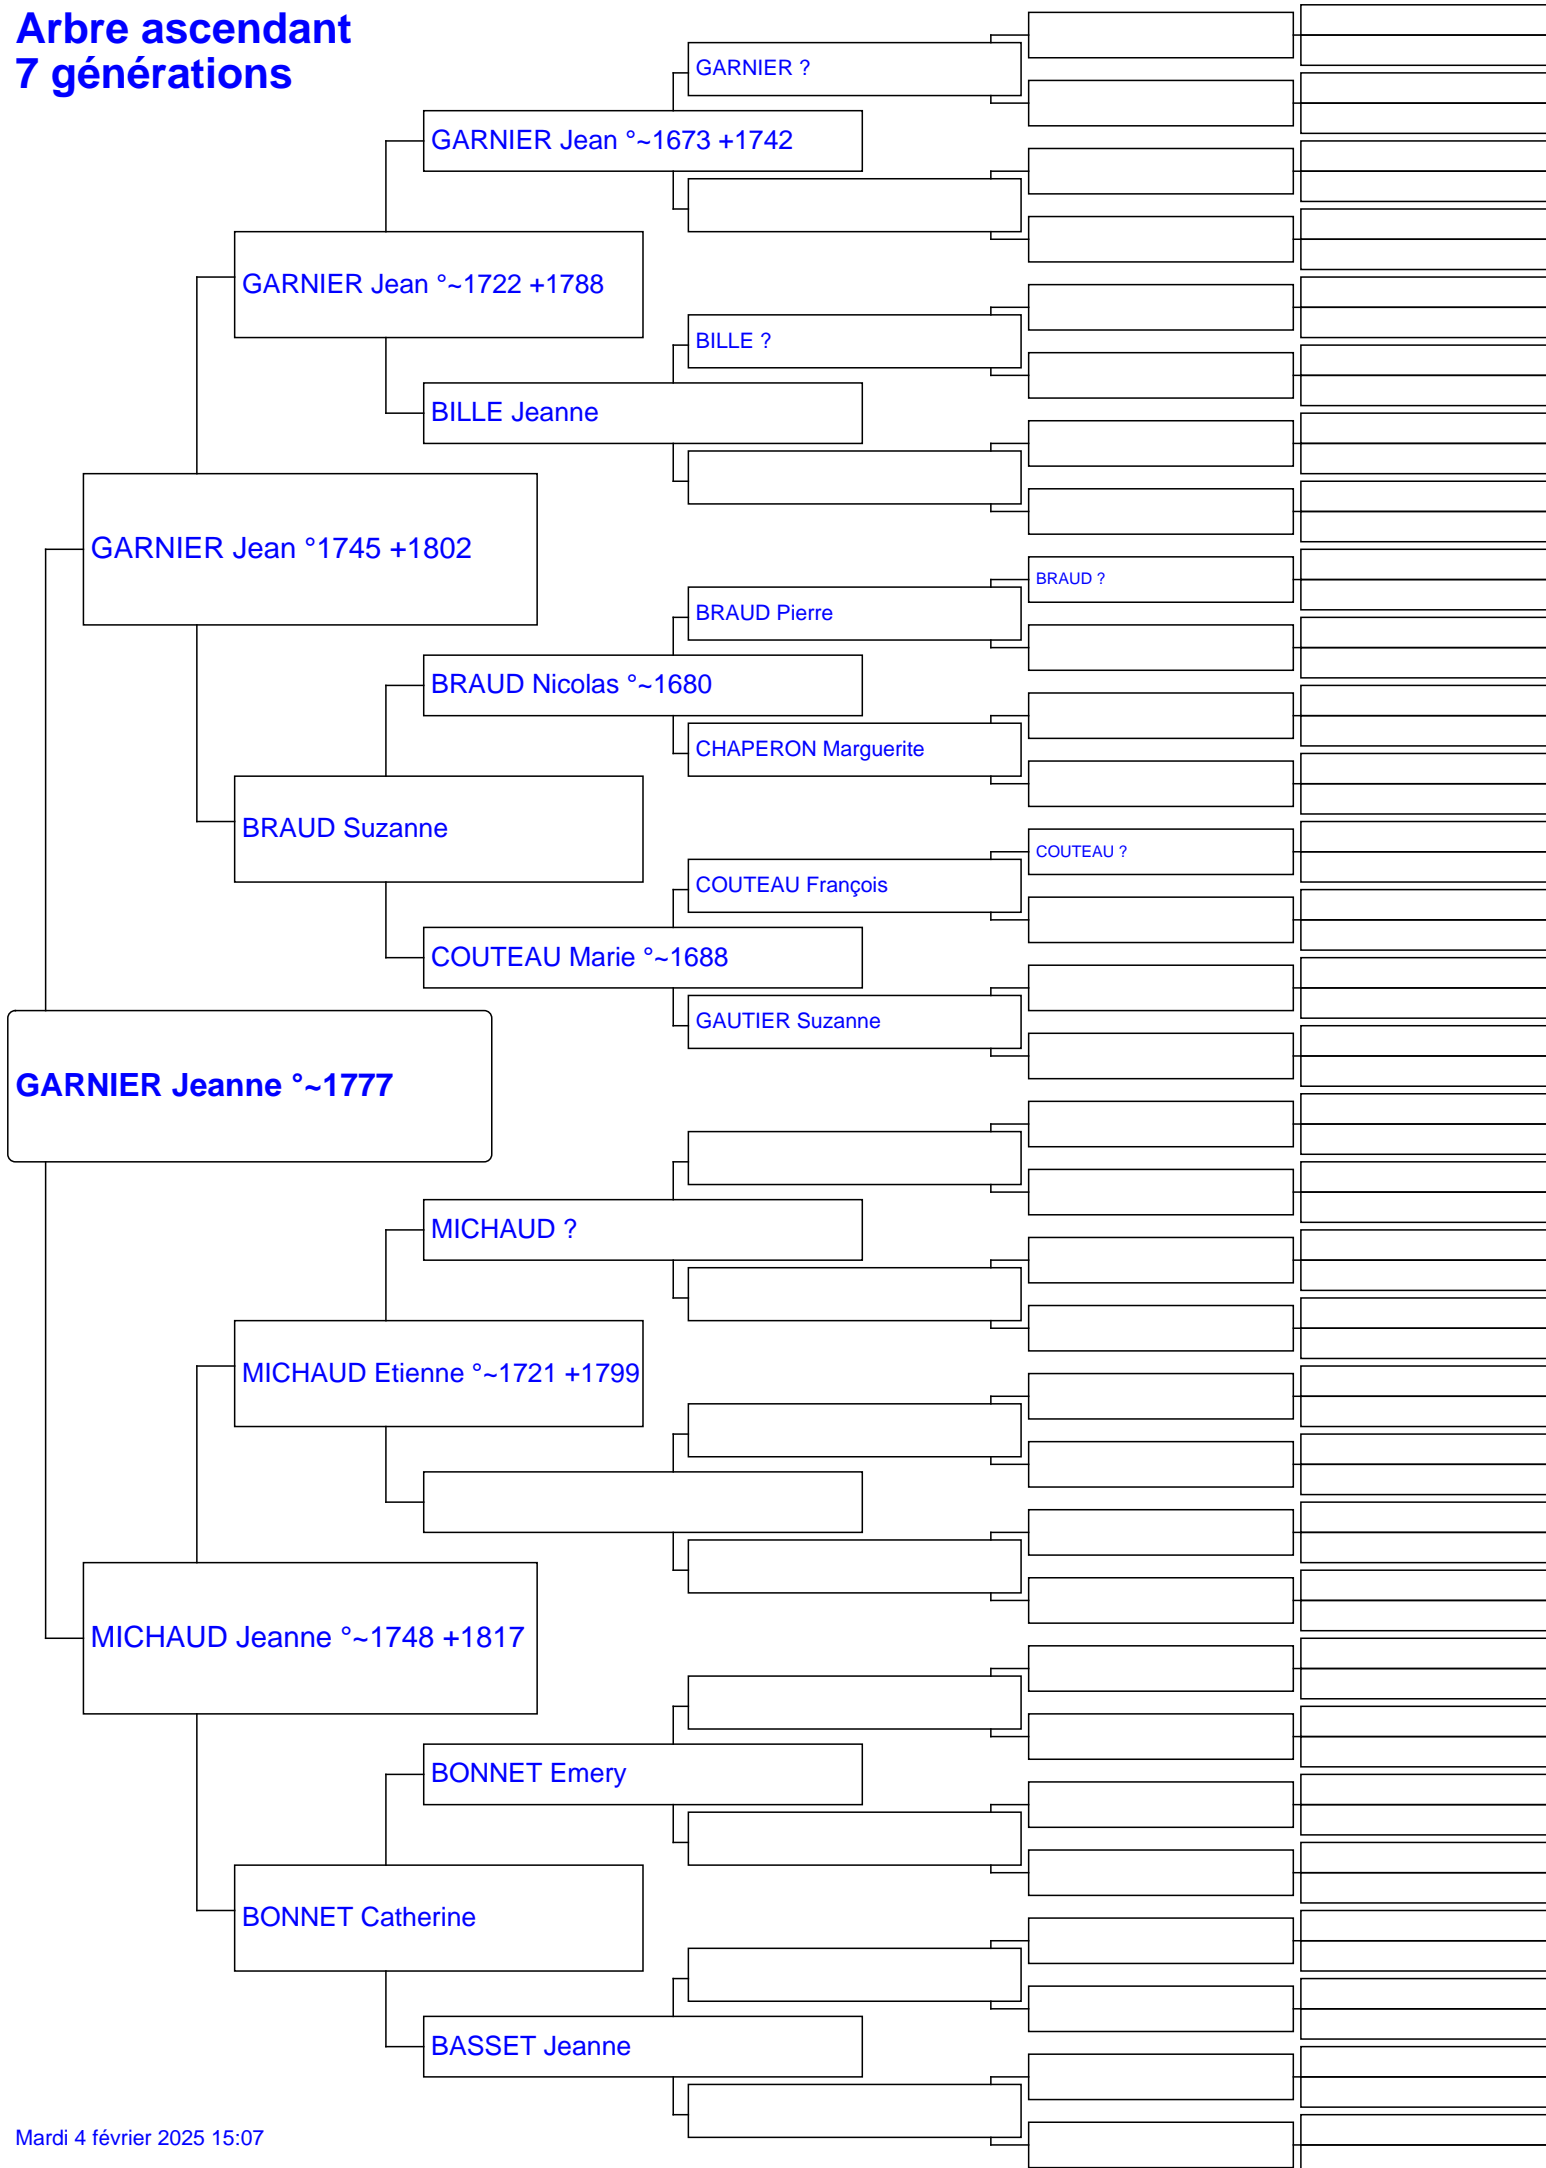 Arbre ascendant
7 générations
GARNIER ?
GARNIER Jean °~1673 +1742
GARNIER Jean °~1722 +1788
BILLE ?
BILLE Jeanne
GARNIER Jean °1745 +1802
BRAUD ?
BRAUD Pierre
BRAUD Nicolas °~1680
CHAPERON Marguerite
BRAUD Suzanne
COUTEAU ?
COUTEAU François
COUTEAU Marie °~1688
GAUTIER Suzanne
GARNIER Jeanne °~1777
MICHAUD ?
MICHAUD Etienne °~1721 +1799
MICHAUD Jeanne °~1748 +1817
BONNET Emery
BONNET Catherine
BASSET Jeanne
Mardi 4 février 2025 15:07